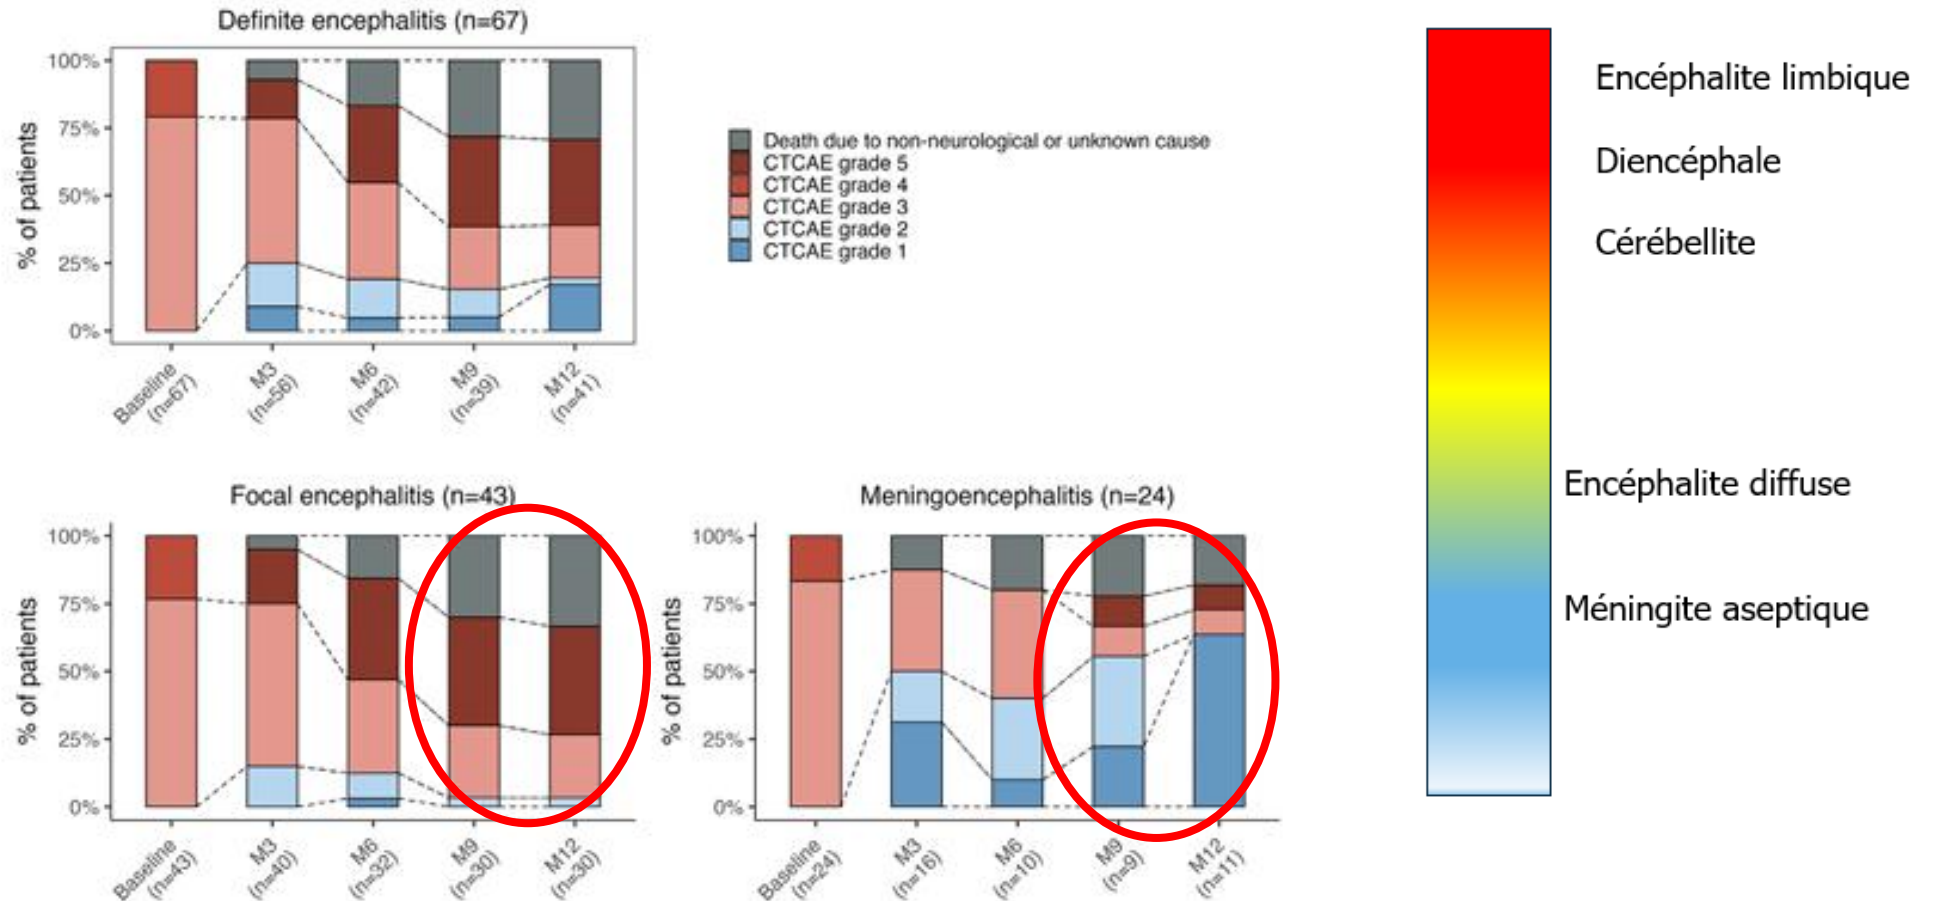 Definite encephalitis (n=67)
% of patients
100%
75%
50%
25%
0%
Baseline
(n=67)
M3
(n=56)
M6
(n=42)
M9
(n=39)
M12
(n=41)
Death due to non-neurological or unknown cause
CTCAE grade 5
CTCAE grade 4
CTCAE grade 3
CTCAE grade 2
CTCAE grade 1
Encéphalite limbique
Diencéphale
Cérébellite
Encéphalite diffuse
Méningite aseptique
Focal encephalitis (n=43)
% of patients
100%
75%
50%
25%
0%
Baseline
(n=43)
M3
(n=40)
M6
(n=32)
M9
(n=30)
M12
(n=30)
Meningoencephalitis (n=24)
% of patients
100%
75%
50%
25%
0%
Baseline
(n=24)
M3
(n=16)
M6
(n=10)
M9
(n=9)
M12
(n=11)